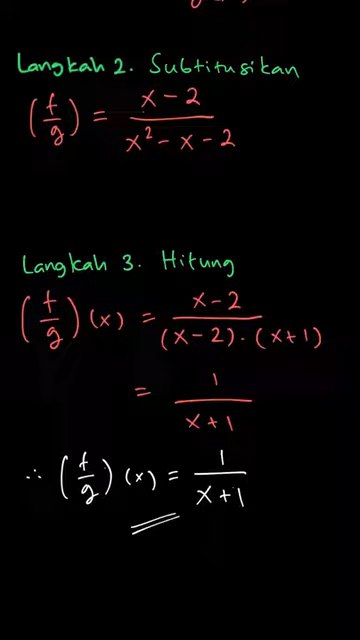 Langkah 2. Subtitusikan
(f/g) = (x - 2)/(x² - x - 2)
Langkah 3. Hitung
(f/g)(x) = (x - 2)/((x - 2) · (x + 1))
= 1/(x + 1)
∴ (f/g)(x) = 1/(x + 1)